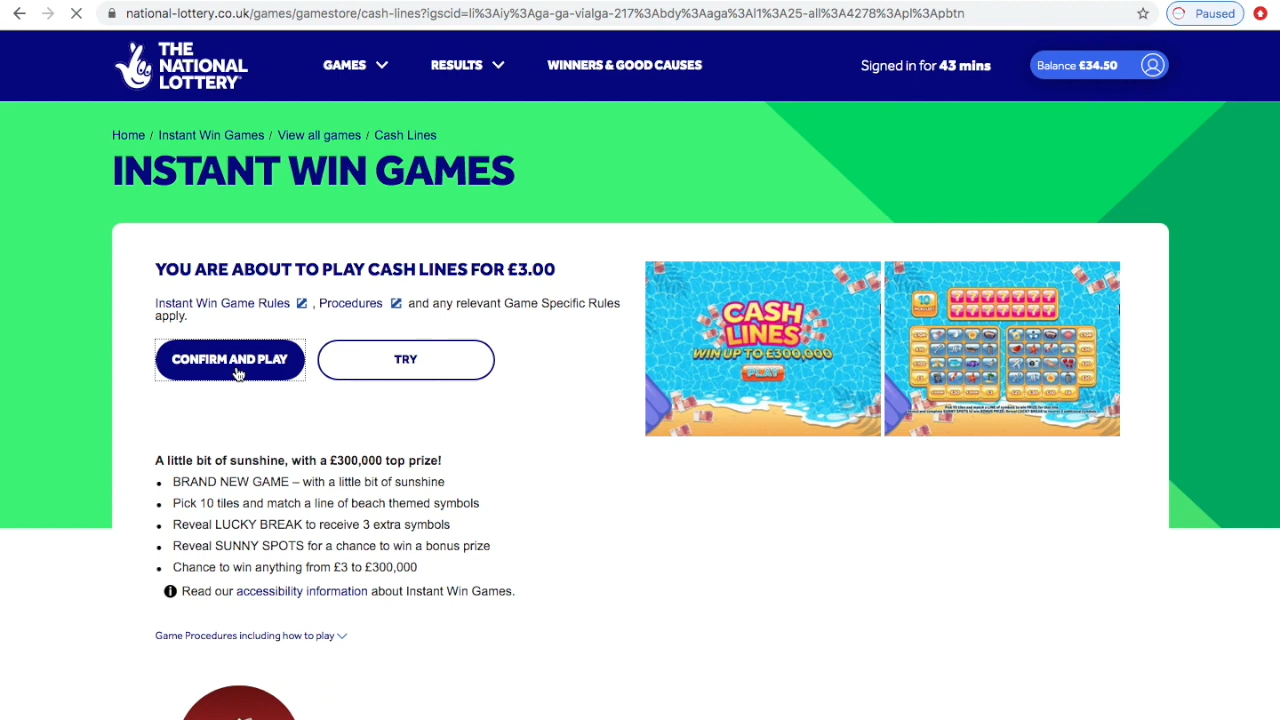 national-lottery.co.uk/games/gamestore/cash-lines?igscid=li%3Aiy%3Aga-ga-vialga-217%3Abdy%3Aaga%3Al1%3A25-all%3A4278%3Apl%3Apbtn
Paused
THE NATIONAL LOTTERY
GAMES
RESULTS
WINNERS & GOOD CAUSES
Signed in for 43 mins
Balance £34.50
Home / Instant Win Games / View all games / Cash Lines
INSTANT WIN GAMES
YOU ARE ABOUT TO PLAY CASH LINES FOR £3.00
Instant Win Game Rules , Procedures and any relevant Game Specific Rules
apply.
CONFIRM AND PLAY
TRY
CASH
LINES
WIN UP TO £300,000
PLAY
10
A little bit of sunshine, with a £300,000 top prize!
BRAND NEW GAME – with a little bit of sunshine
Pick 10 tiles and match a line of beach themed symbols
Reveal LUCKY BREAK to receive 3 extra symbols
Reveal SUNNY SPOTS for a chance to win a bonus prize
Chance to win anything from £3 to £300,000
Read our accessibility information about Instant Win Games.
Game Procedures including how to play